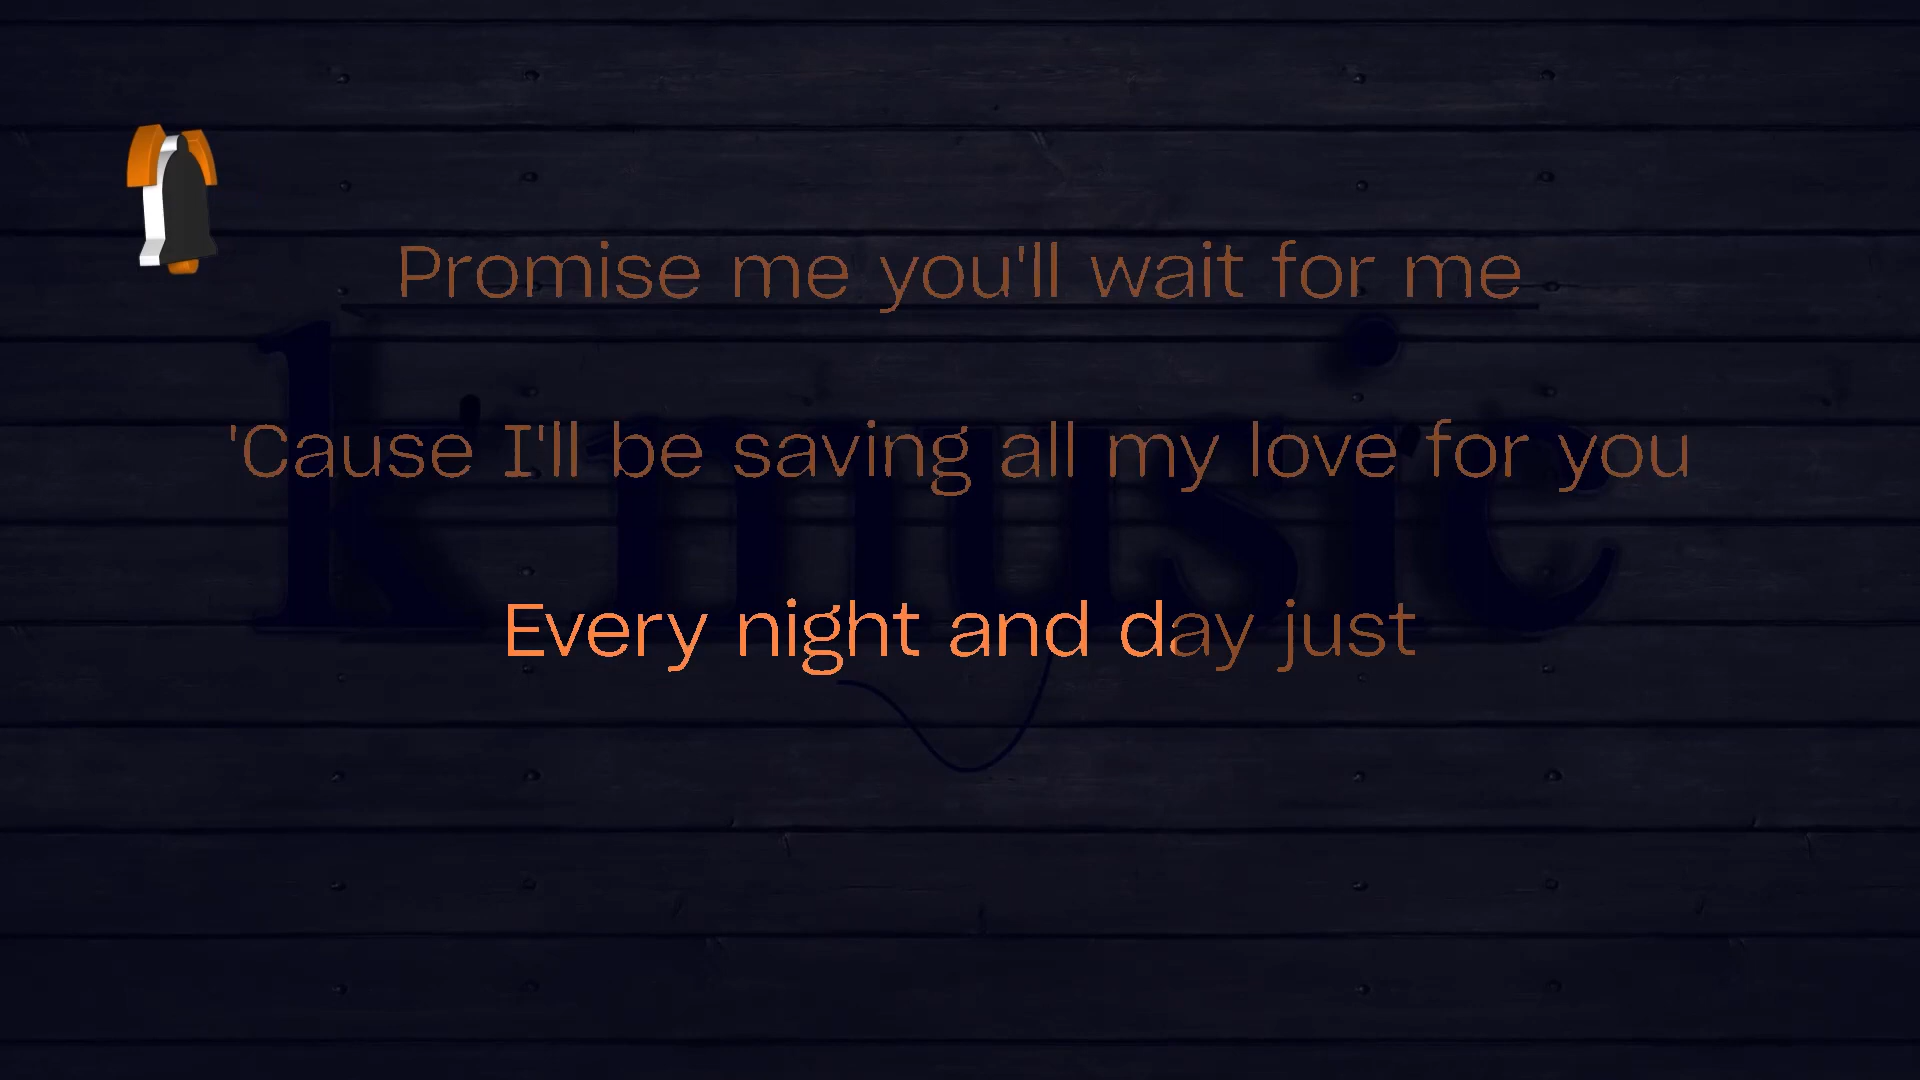 Promise me you'll wait for me
'Cause I'll be saving all my love for you
k'music
Every night and day just